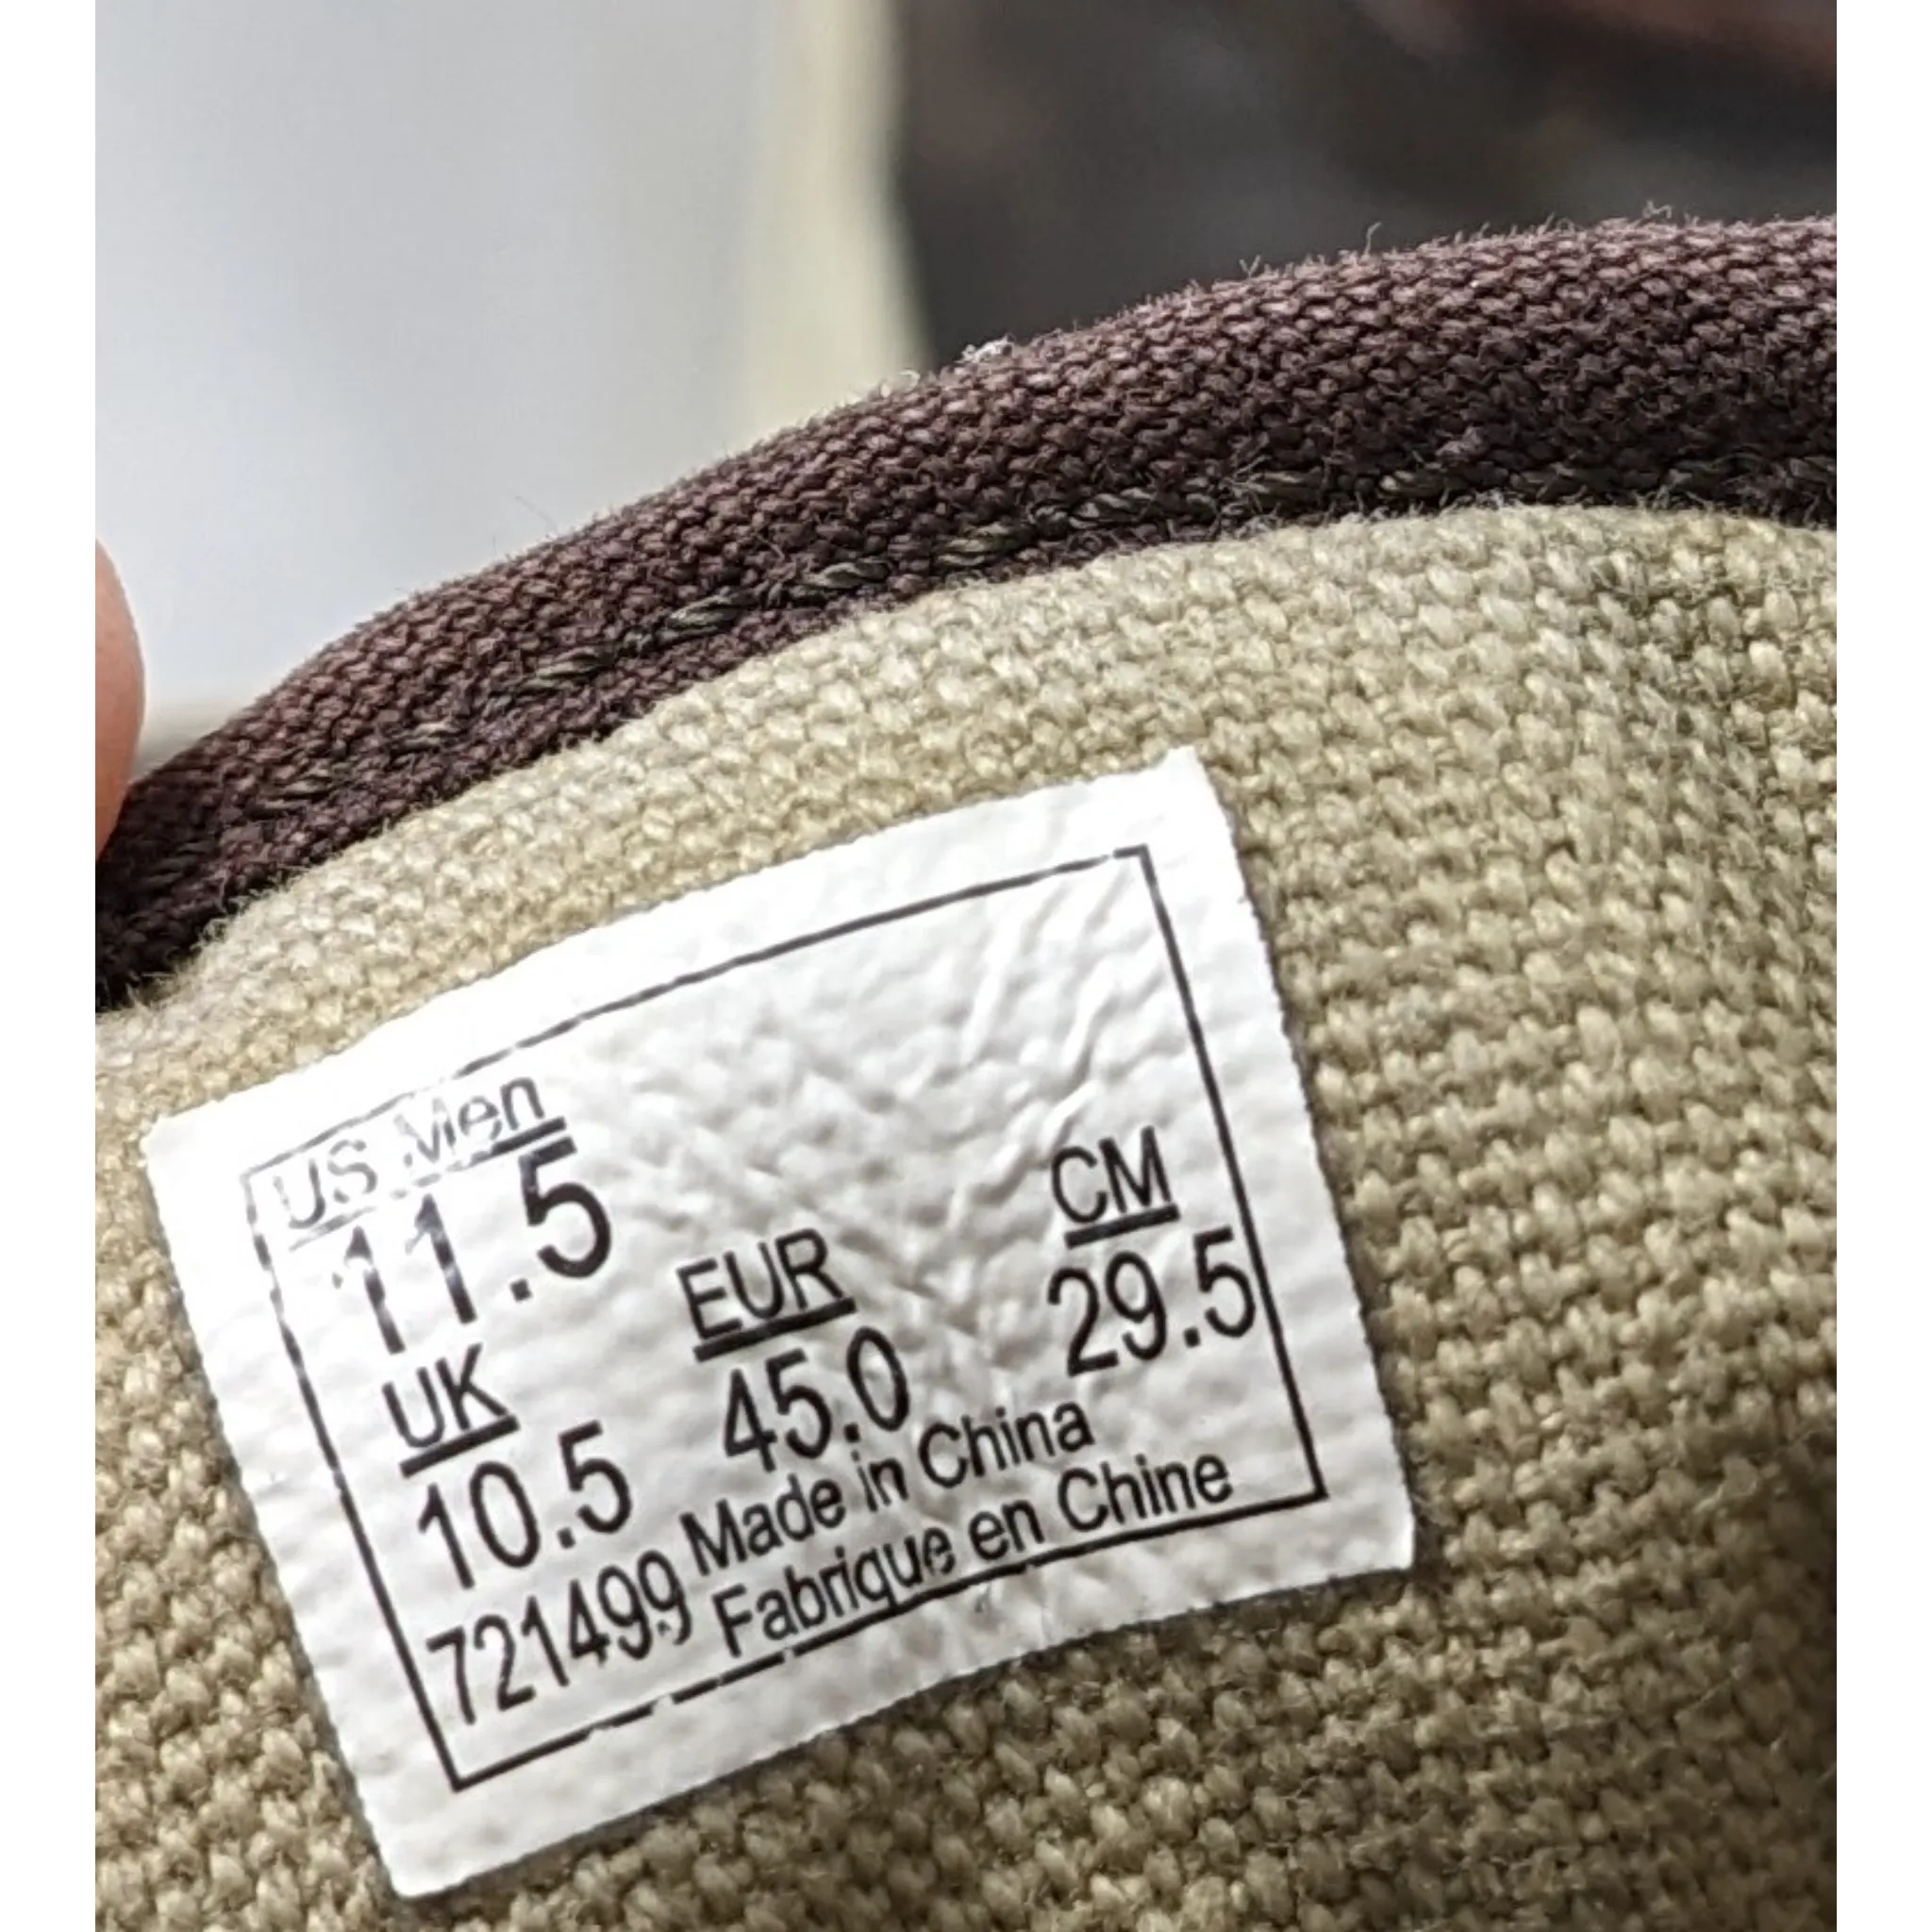 US Men
11.5
UK EUR CM
10.5 45.0 29.5
721499 Made in China
Fabrique en Chine